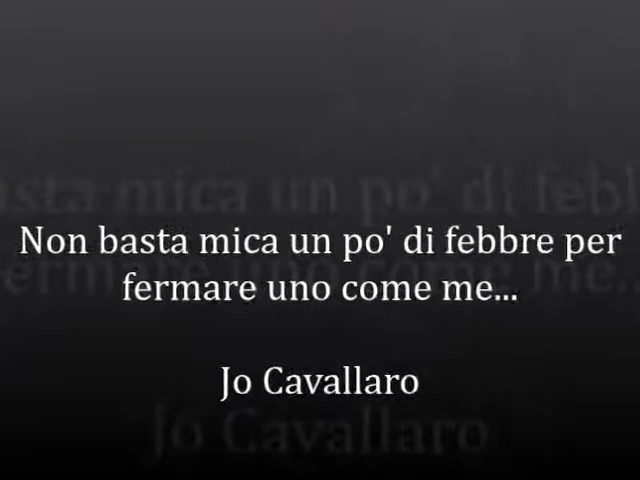 Non basta mica un po' di febbre per
fermare uno come me...
Jo Cavallaro